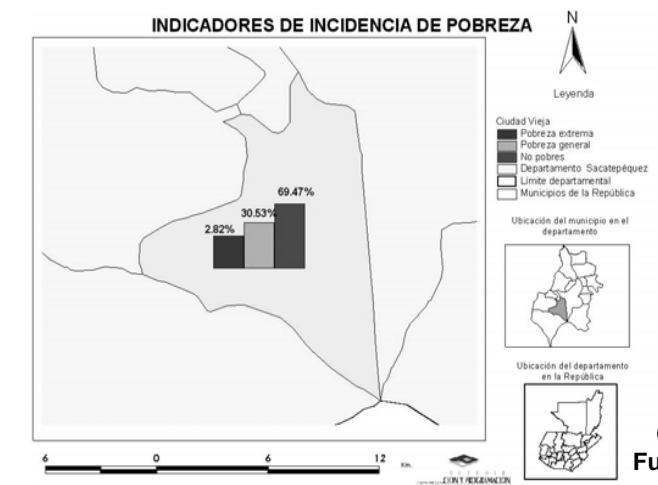 INDICADORES DE INCIDENCIA DE POBREZA
N
Leyenda
Ciudad Vieja
Pobreza extrema
Pobreza general
No pobres
Departamento Sacatepéquez
Límite departamental
Municipios de la República
69.47%
30.53%
2.82%
Ubicación del municipio en el
departamento
Ubicación del departamento
en la República
6 0 6 12 Km.
CION Y PROGRAMACION
Fu